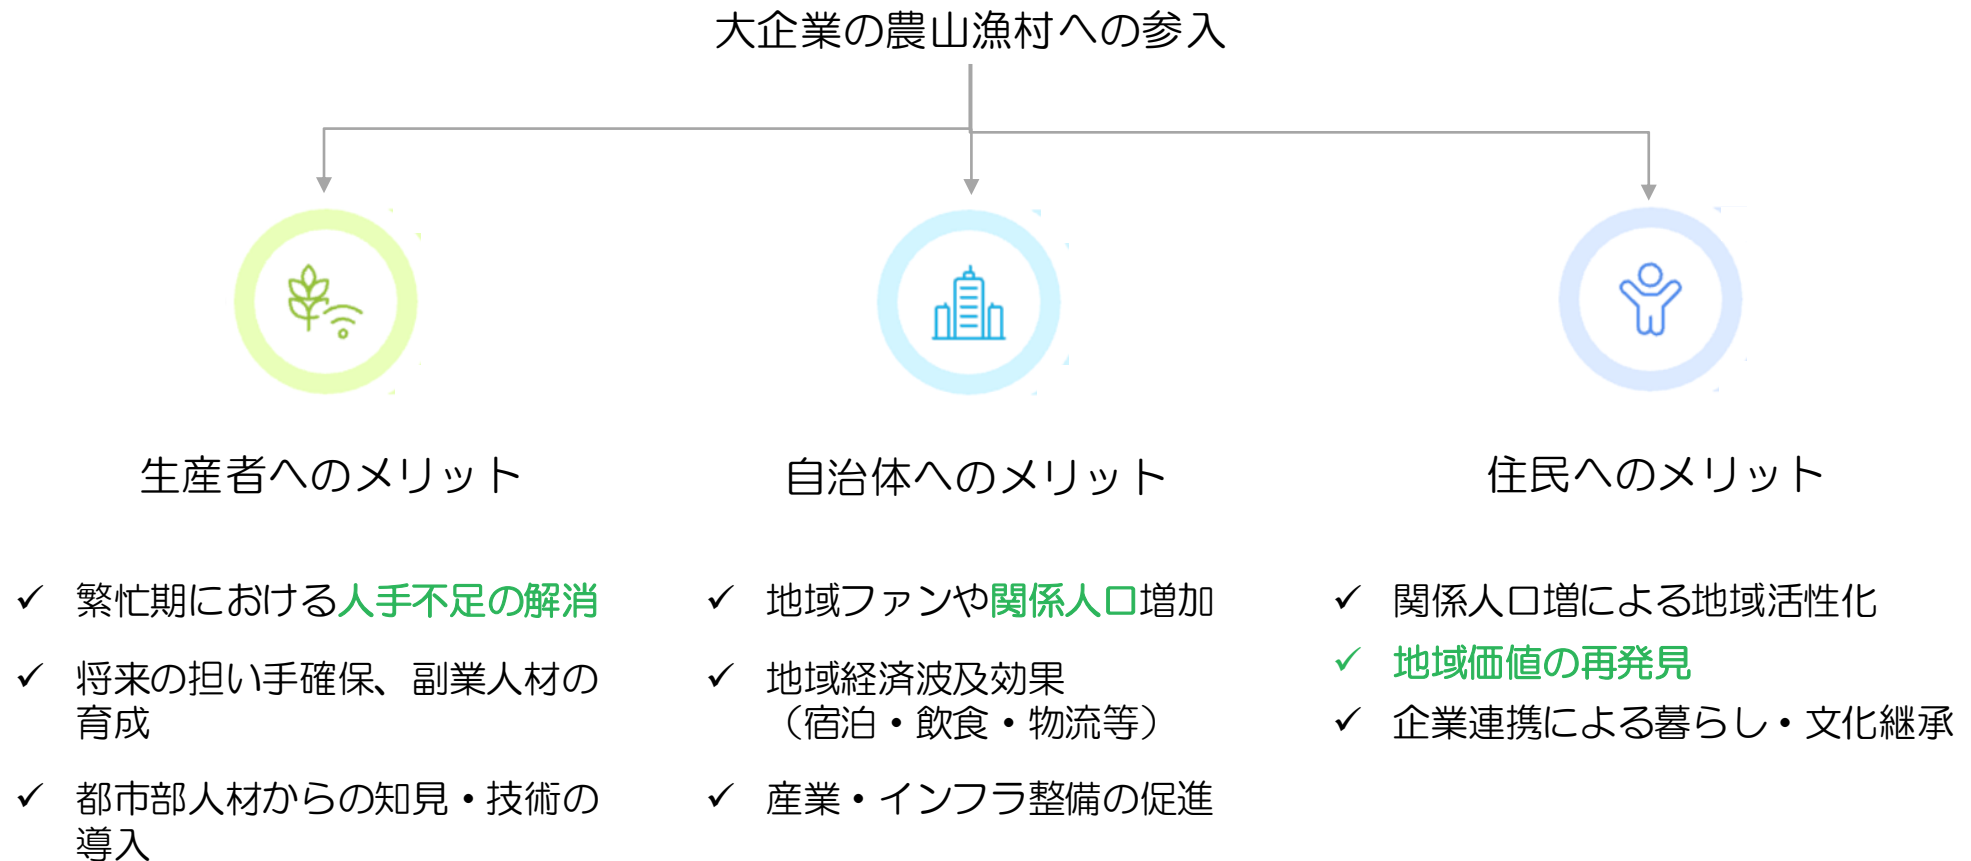 大企業の農山漁村への参入
生産者へのメリット
✓ 繁忙期における人手不足の解消
✓ 将来の担い手確保、副業人材の
育成
✓ 都市部人材からの知見・技術の
導入
自治体へのメリット
✓ 地域ファンや関係人口増加
✓ 地域経済波及効果
（宿泊・飲食・物流等）
✓ 産業・インフラ整備の促進
住民へのメリット
✓ 関係人口増による地域活性化
✓ 地域価値の再発見
✓ 企業連携による暮らし・文化継承